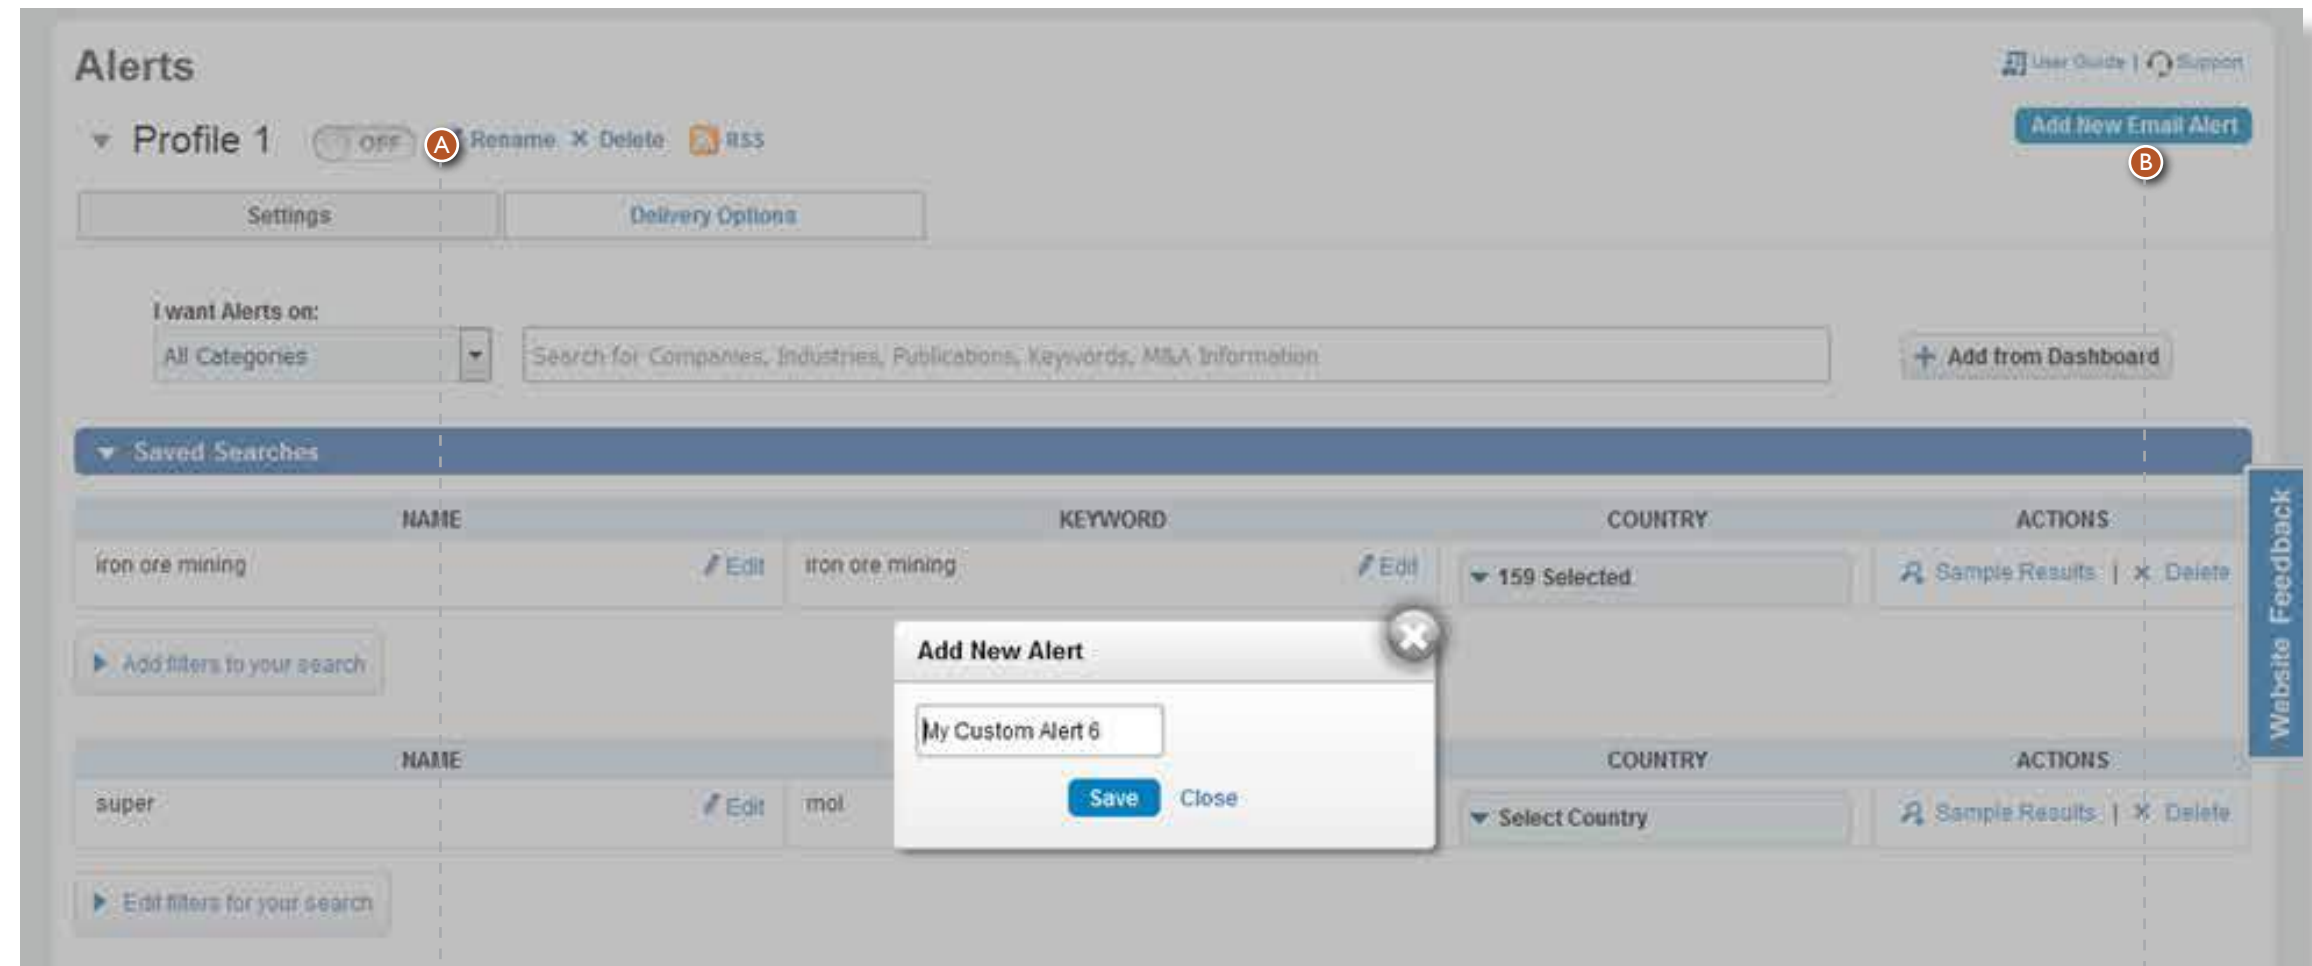 Alerts
User Guide | Support
Profile 1 OFF A Rename × Delete RSS
Add New Email Alert
B
Settings Delivery Options
I want Alerts on:
All Categories Search for Companies, Industries, Publications, Keywords, M&A Information + Add from Dashboard
Saved Searches
NAME KEYWORD COUNTRY ACTIONS
iron ore mining Edit iron ore mining Edit 159 Selected Sample Results | × Delete
Add filters to your search
Add New Alert
My Custom Alert 6
Save Close
NAME COUNTRY ACTIONS
super Edit mol Select Country Sample Results | × Delete
Edit filters for your search
Website Feedback